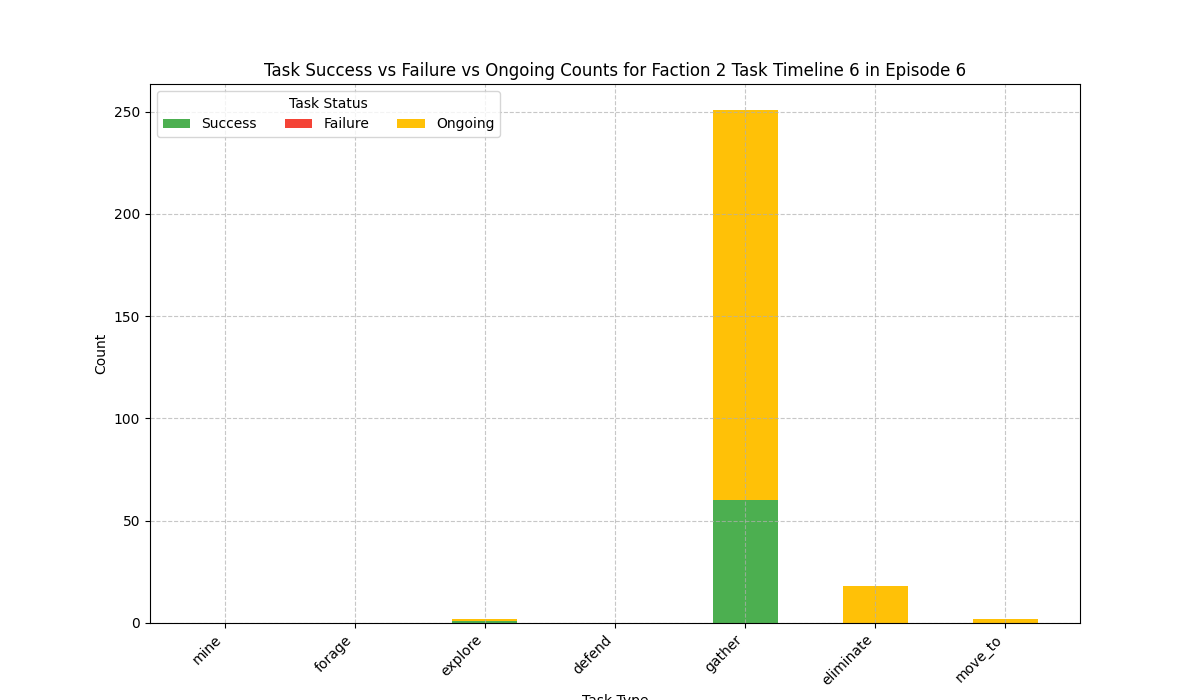 Task Success vs Failure vs Ongoing Counts for Faction 2 Task Timeline 6 in Episode 6
Task Status
Success Failure Ongoing
Count
250
200
150
100
50
0
mine forage explore defend gather eliminate move_to
Task Type